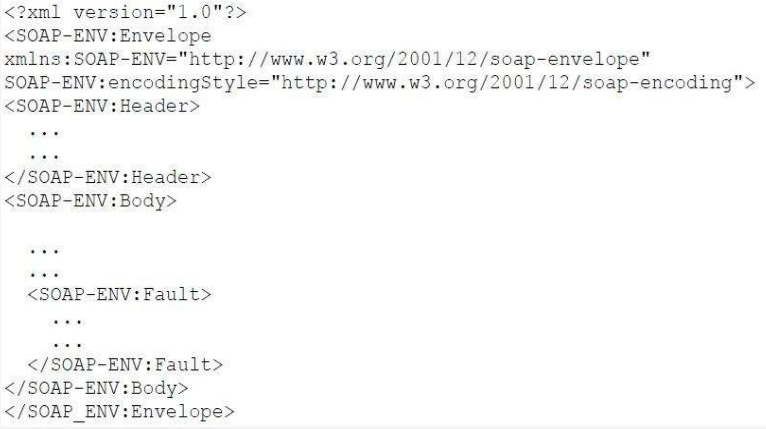 <?xml version="1.0"?>
<SOAP-ENV:Envelope
xmlns:SOAP-ENV="http://www.w3.org/2001/12/soap-envelope"
SOAP-ENV:encodingStyle="http://www.w3.org/2001/12/soap-encoding">
<SOAP-ENV:Header>
  ...
  ...
</SOAP-ENV:Header>
<SOAP-ENV:Body>

  ...
  ...
  <SOAP-ENV:Fault>
    ...
    ...
  </SOAP-ENV:Fault>
</SOAP-ENV:Body>
</SOAP_ENV:Envelope>